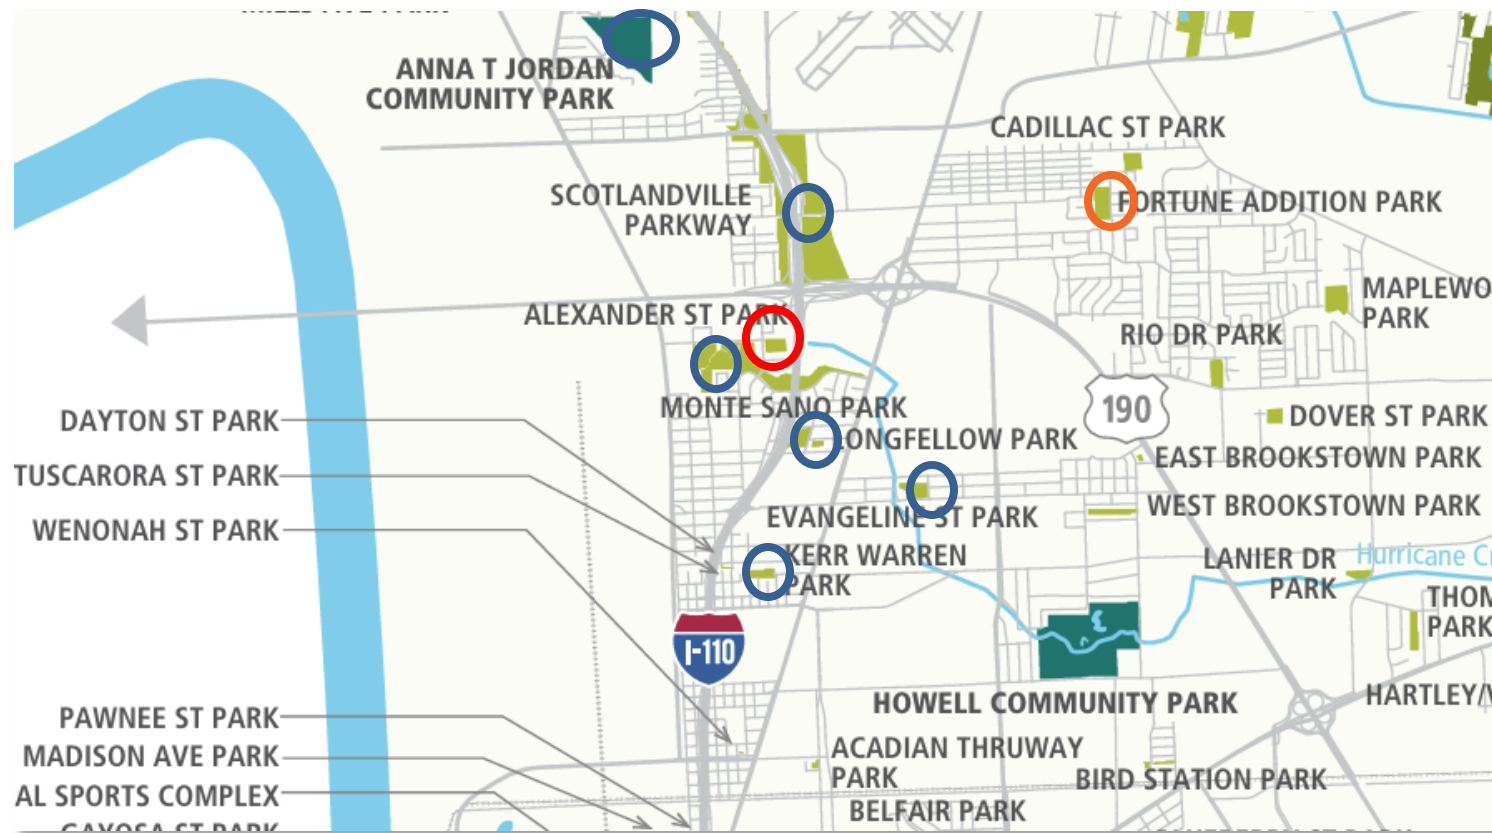 ANNA T JORDAN
COMMUNITY PARK
CADILLAC ST PARK
SCOTLANDVILLE
PARKWAY
FORTUNE ADDITION PARK
MAPLEWO
PARK
ALEXANDER ST PARK
RIO DR PARK
190
MONTE SANO PARK
DAYTON ST PARK
DOVER ST PARK
LONGFELLOW PARK
EAST BROOKSTOWN PARK
TUSCARORA ST PARK
WEST BROOKSTOWN PARK
EVANGELINE ST PARK
WENONAH ST PARK
KERR WARREN
PARK
LANIER DR
PARK
Hurricane Cr
THOM
PARK
I-110
HOWELL COMMUNITY PARK
HARTLEY/V
PAWNEE ST PARK
MADISON AVE PARK
ACADIAN THRUWAY
PARK
BIRD STATION PARK
AL SPORTS COMPLEX
BELFAIR PARK
GAYOSA ST PARK